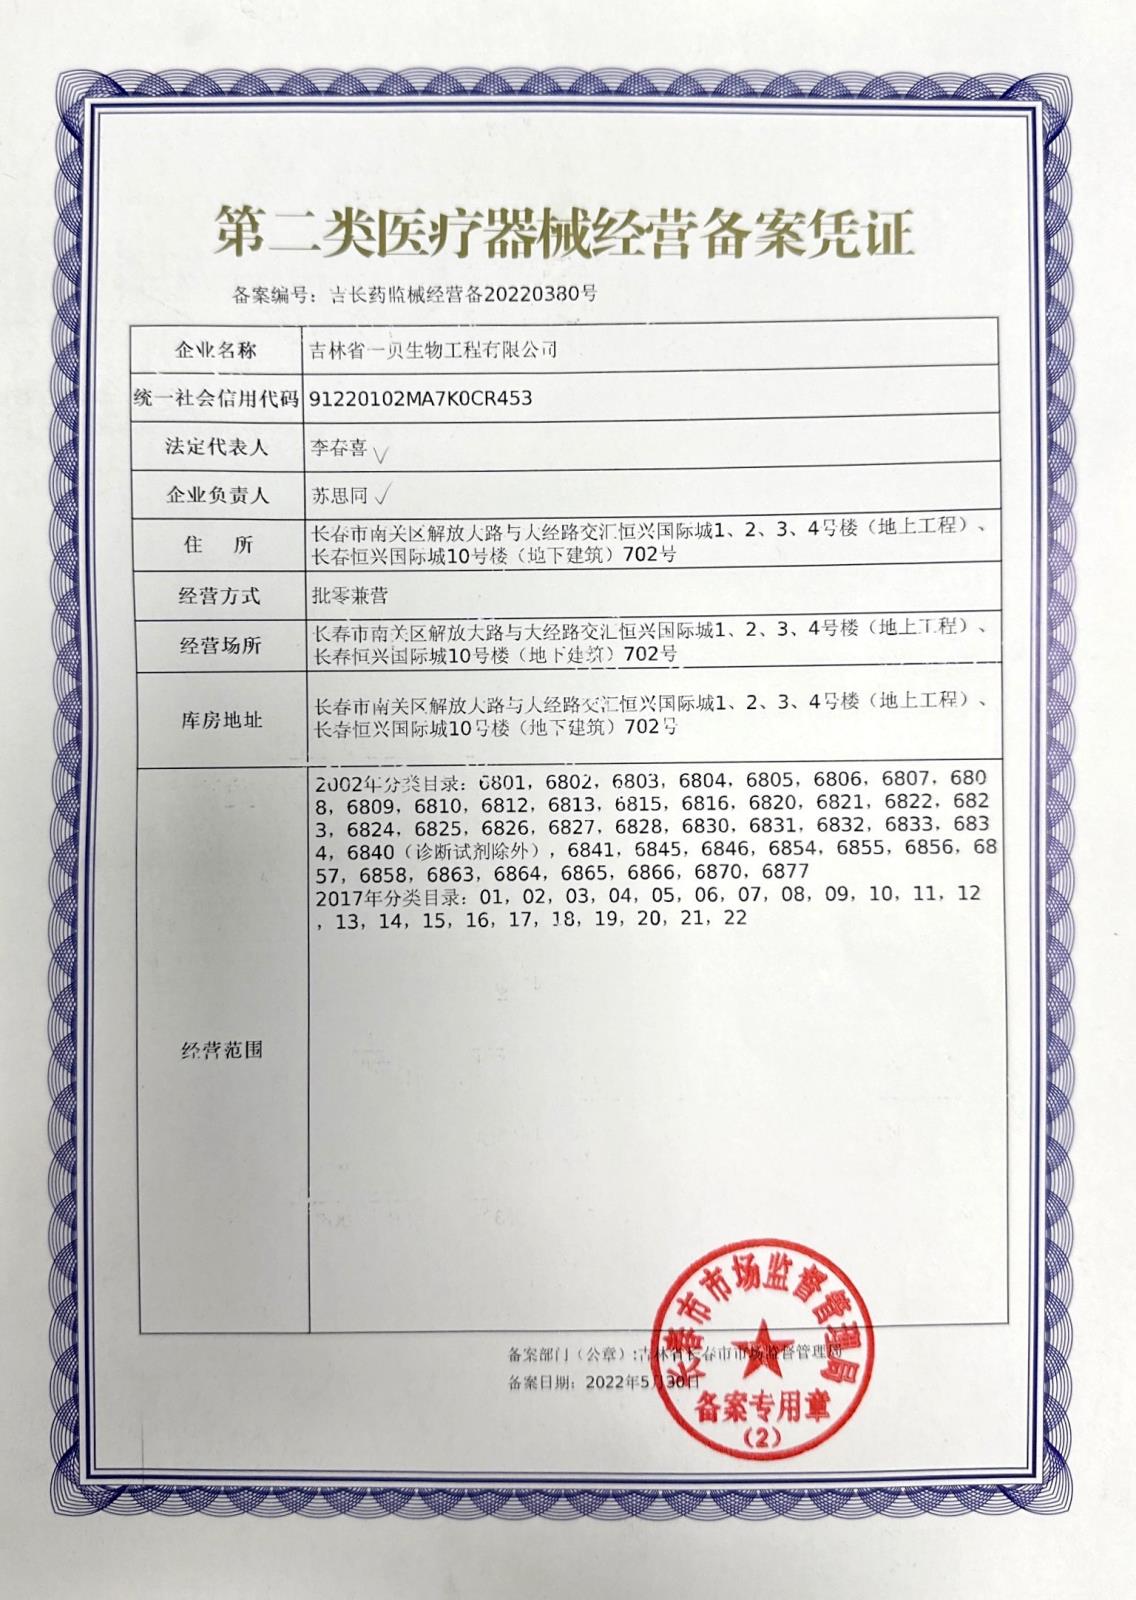 第二类医疗器械经营备案凭证
备案编号：吉长药监械经营备20220380号
企业名称 吉林省一贝生物工程有限公司
统一社会信用代码 91220102MA7K0CR453
法定代表人 李春喜
企业负责人 苏思同
住 所 长春市南关区解放大路与大经路交汇恒兴国际城1、2、3、4号楼（地上工程）、
长春恒兴国际城10号楼（地下建筑）702号
经营方式 批零兼营
经营场所 长春市南关区解放大路与大经路交汇恒兴国际城1、2、3、4号楼（地上工程）、
长春恒兴国际城10号楼（地下建筑）702号
库房地址 长春市南关区解放大路与大经路交汇恒兴国际城1、2、3、4号楼（地上工程）、
长春恒兴国际城10号楼（地下建筑）702号
经营范围
2002年分类目录：6801，6802，6803，6804，6805，6806，6807，680
8，6809，6810，6812，6813，6815，6816，6820，6821，6822，682
3，6824，6825，6826，6827，6828，6830，6831，6832，6833，683
4，6840（诊断试剂除外），6841，6845，6846，6854，6855，6856，68
57，6858，6863，6864，6865，6866，6870，6877
2017年分类目录：01，02，03，04，05，06，07，08，09，10，11，12
，13，14，15，16，17，18，19，20，21，22
备案部门（公章）：吉林省长春市市场监督管理局
备案日期：2022年5月30日
长春市市场监督管理局
备案专用章
（2）